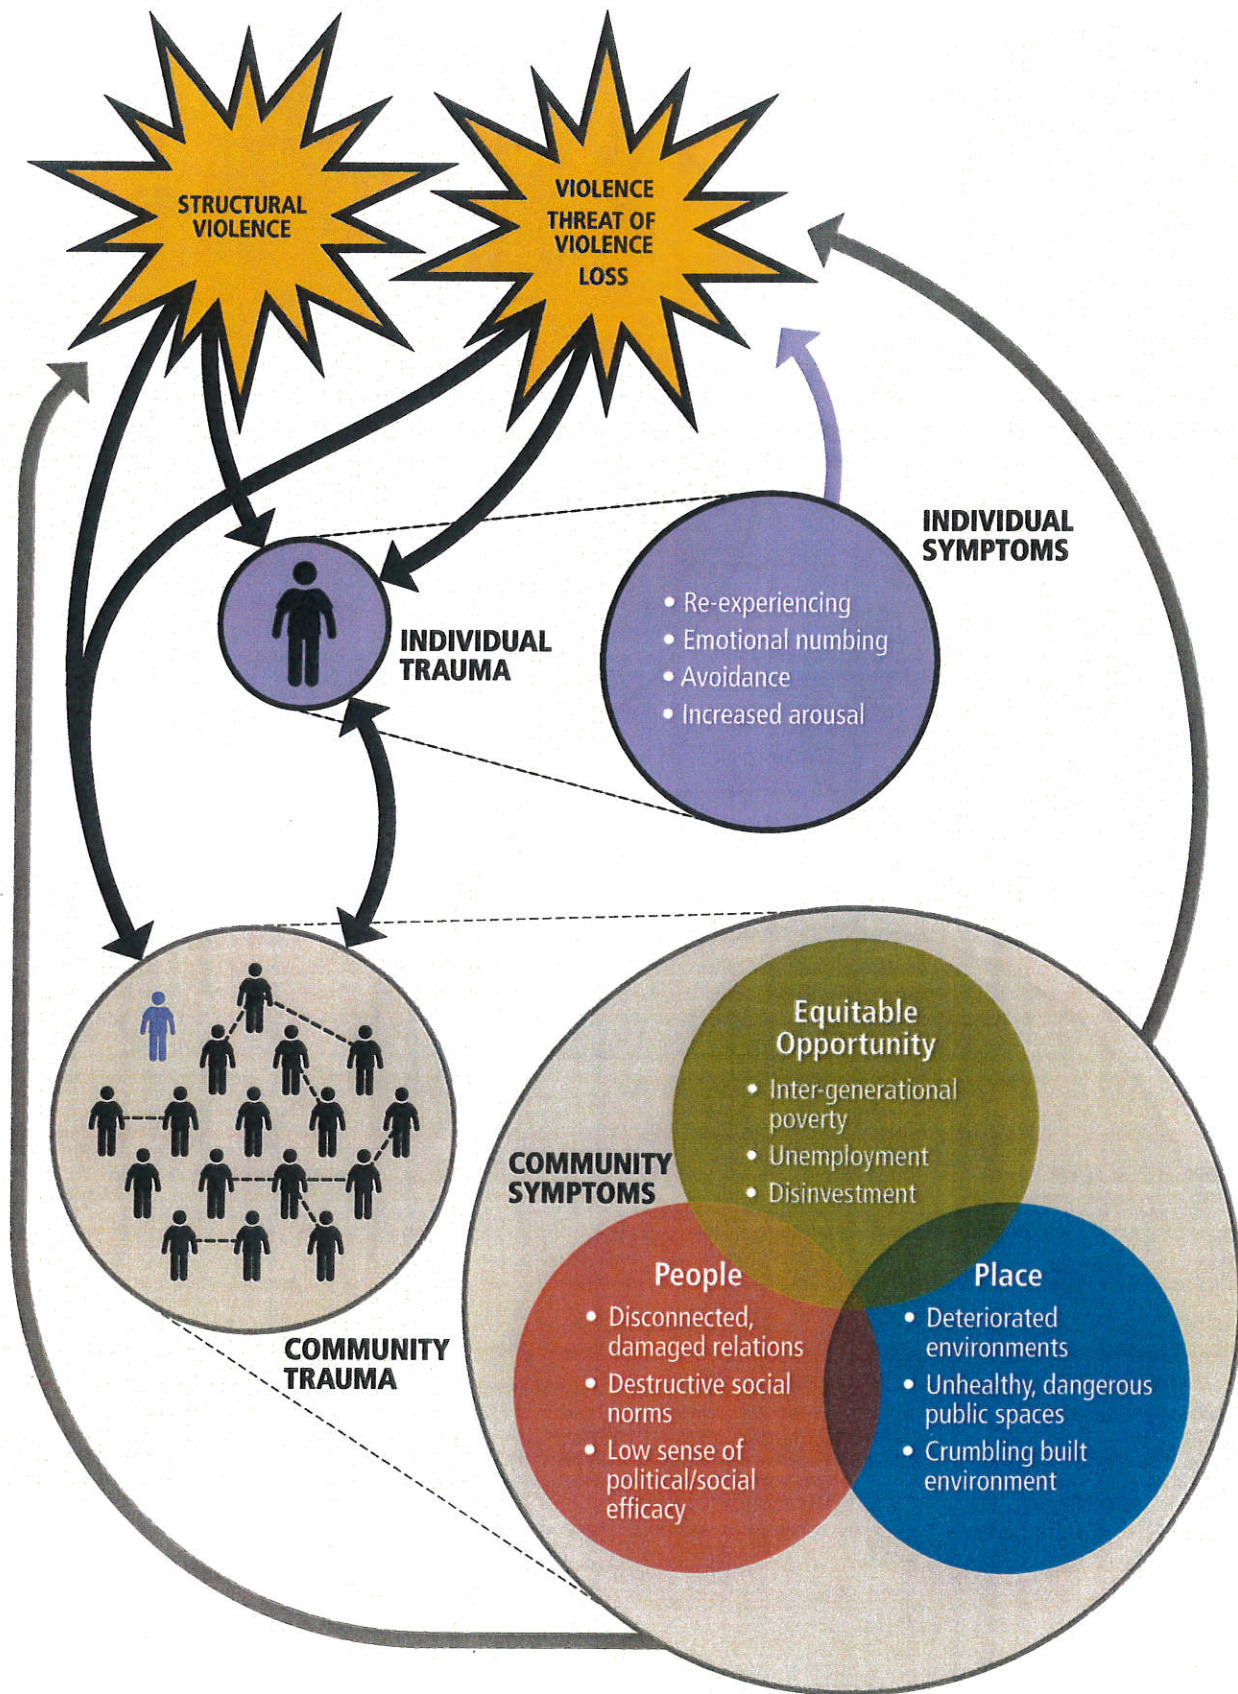 STRUCTURAL
VIOLENCE
VIOLENCE
THREAT OF
VIOLENCE
LOSS
INDIVIDUAL
SYMPTOMS
• Re-experiencing
• Emotional numbing
• Avoidance
• Increased arousal
INDIVIDUAL
TRAUMA
Equitable
Opportunity
• Inter-generational
poverty
• Unemployment
• Disinvestment
COMMUNITY
SYMPTOMS
People
• Disconnected,
damaged relations
• Destructive social
norms
• Low sense of
political/social
efficacy
Place
• Deteriorated
environments
• Unhealthy, dangerous
public spaces
• Crumbling built
environment
COMMUNITY
TRAUMA